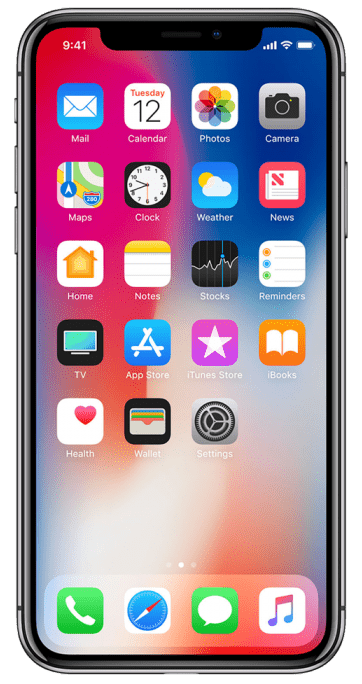 9:41
Tuesday
12
Mail Calendar Photos Camera
280
Maps Clock Weather News
Home Notes Stocks Reminders
TV App Store iTunes Store iBooks
Health Wallet Settings